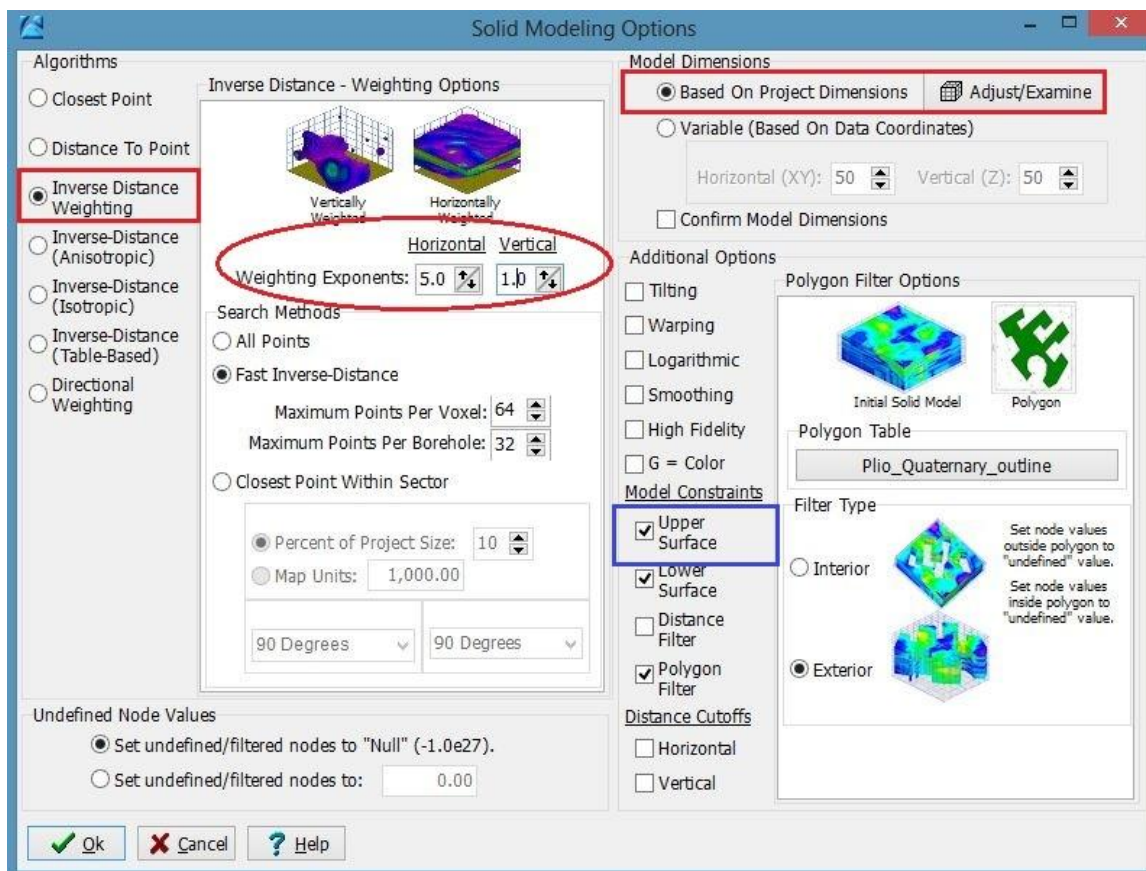 Solid Modeling Options
Algorithms
Closest Point
Distance To Point
Inverse Distance
Weighting
Inverse-Distance
(Anisotropic)
Inverse-Distance
(Isotropic)
Inverse-Distance
(Table-Based)
Directional
Weighting
Inverse Distance - Weighting Options
Vertically
Weighted
Horizontally
Weighted
Horizontal Vertical
Weighting Exponents: 5.0 1.0
Search Methods
All Points
Fast Inverse-Distance
Maximum Points Per Voxel: 64
Maximum Points Per Borehole: 32
Closest Point Within Sector
Percent of Project Size: 10
Map Units: 1,000.00
90 Degrees 90 Degrees
Undefined Node Values
Set undefined/filtered nodes to "Null" (-1.0e27).
Set undefined/filtered nodes to: 0.00
Model Dimensions
Based On Project Dimensions Adjust/Examine
Variable (Based On Data Coordinates)
Horizontal (XY): 50 Vertical (Z): 50
Confirm Model Dimensions
Additional Options
Tilting
Warping
Logarithmic
Smoothing
High Fidelity
G = Color
Model Constraints
Upper
Surface
Lower
Surface
Distance
Filter
Polygon
Filter
Distance Cutoffs
Horizontal
Vertical
Polygon Filter Options
Initial Solid Model Polygon
Polygon Table
Plio_Quaternary_outline
Filter Type
Interior
Set node values
outside polygon to
"undefined" value.
Set node values
inside polygon to
"undefined" value.
Exterior
Ok Cancel Help